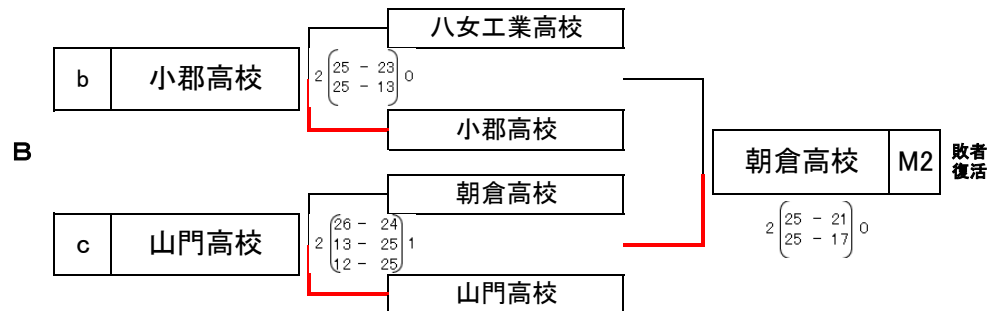 B
b 小郡高校
八女工業高校
2 25 - 23 0
25 - 13
小郡高校
c 山門高校
朝倉高校
26 - 24
2 13 - 25 1
12 - 25
山門高校
朝倉高校 M2
敗者
復活
2 25 - 21 0
25 - 17